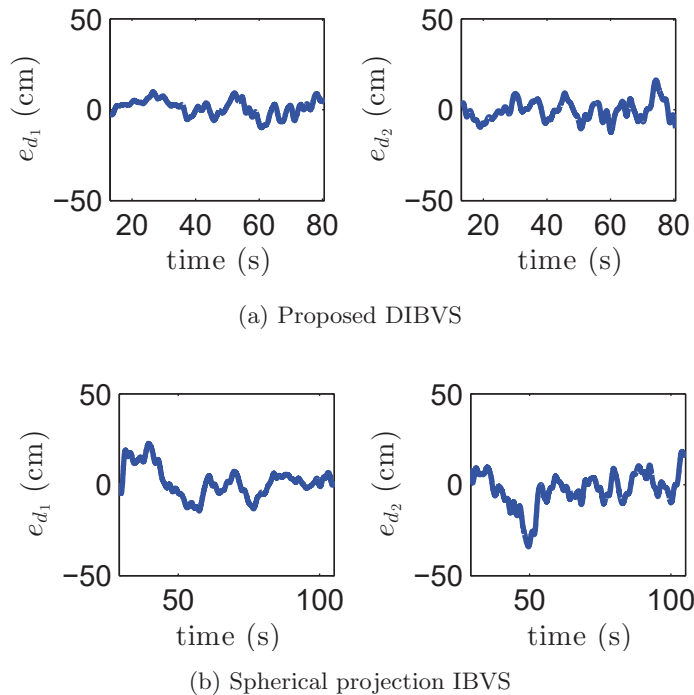 50
0
−50
e_{d_1} (cm)
20 40 60 80
time (s)
50
0
−50
e_{d_2} (cm)
20 40 60 80
time (s)
(a) Proposed DIBVS
50
0
−50
e_{d_1} (cm)
50 100
time (s)
50
0
−50
e_{d_2} (cm)
50 100
time (s)
(b) Spherical projection IBVS